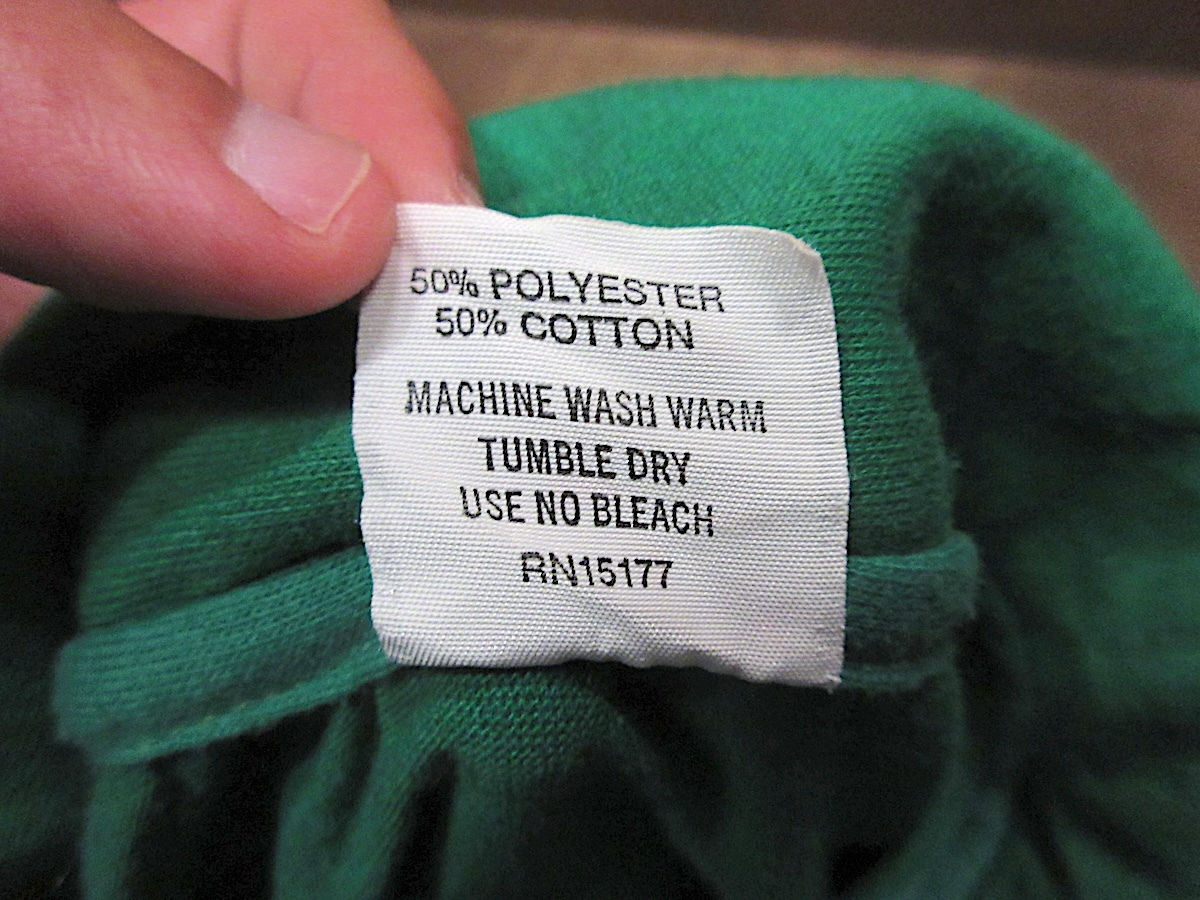 50% POLYESTER
50% COTTON
MACHINE WASH WARM
TUMBLE DRY
USE NO BLEACH
RN15177